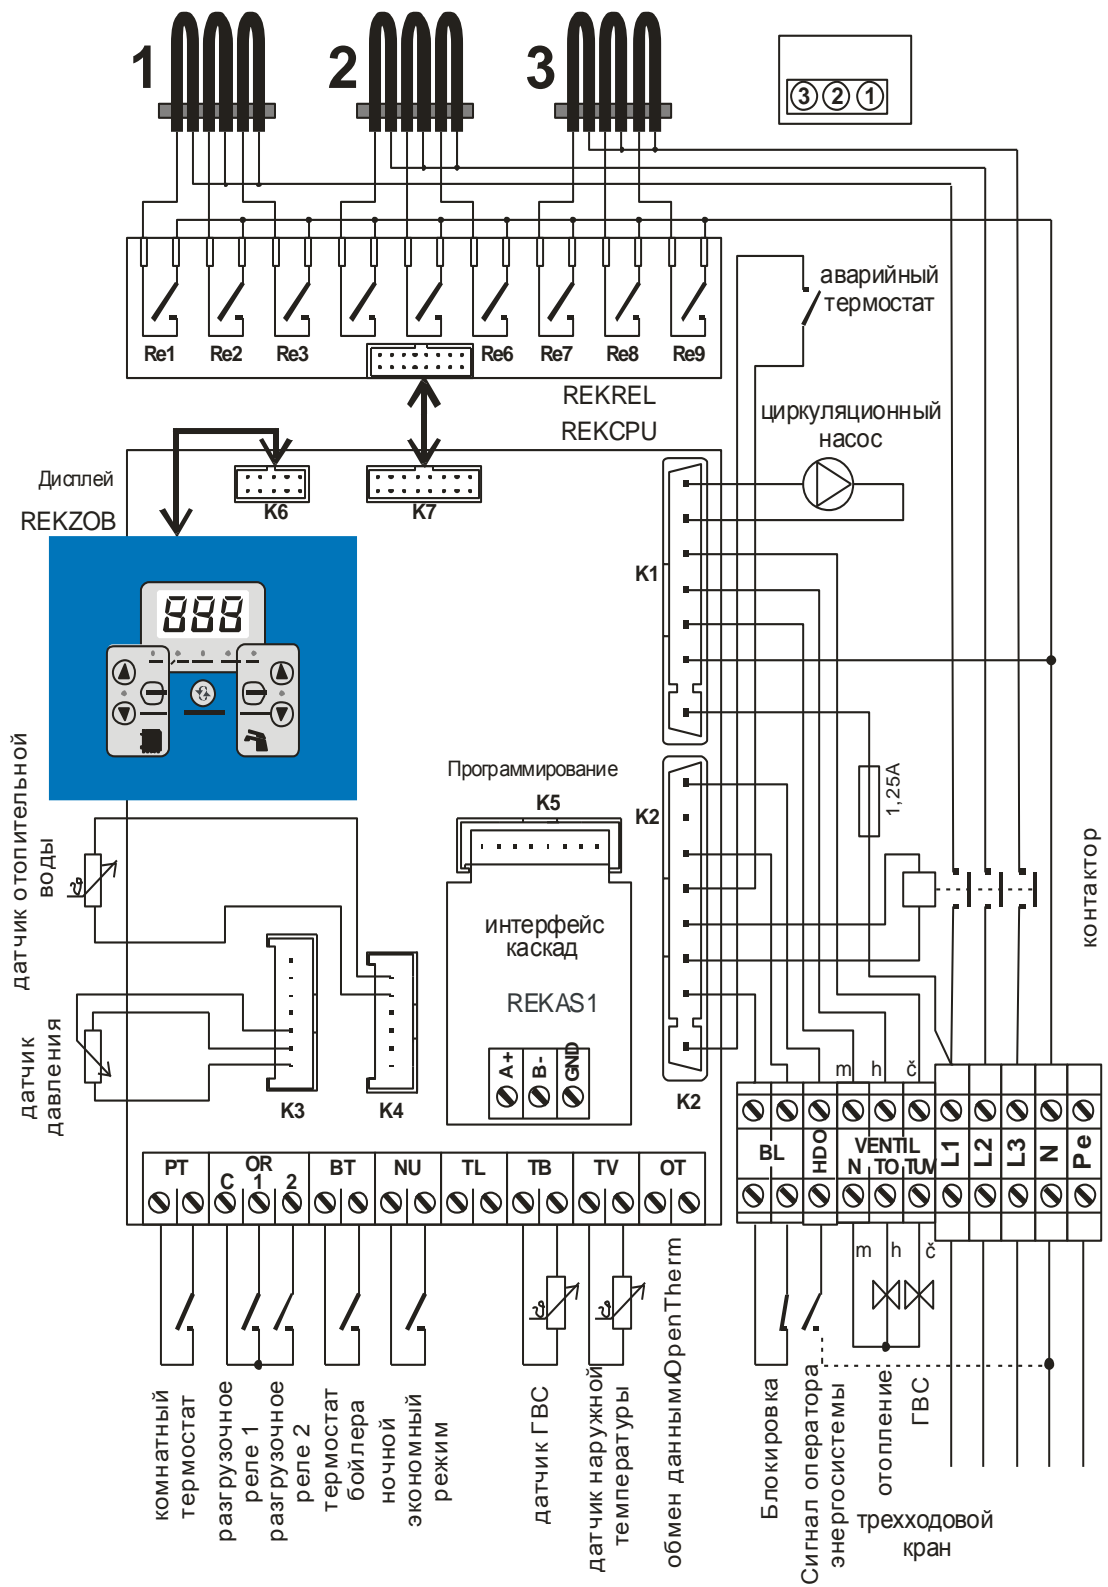 1
2
3
3 2 1
аварийный
термостат
Re1 Re2 Re3 Re6 Re7 Re8 Re9
REKREL
REKCPU
циркуляционный
насос
Дисплей
REKZOB
K6
K7
K1
888
1,25A
Программирование
K5
K2
контактор
датчик отопительной
воды
интерфейс
каскад
REKAS1
A+ B- GND
датчик
давления
K3
K4
K2
m h č
BL HDO VENTIL
N TO TUV
L1 L2 L3 N Pe
PT OR BT NU TL TB TV OT
C 1 2
m h č
комнатный
термостат
разгрузочное
реле 1
разгрузочное
реле 2
термостат
бойлера
ночной
экономный
режим
датчик ГВС
датчик наружной
температуры
обмен данными OpenTherm
Блокировка
Сигнал оператора
энергосистемы
отопление
ГВС
трехходовой
кран